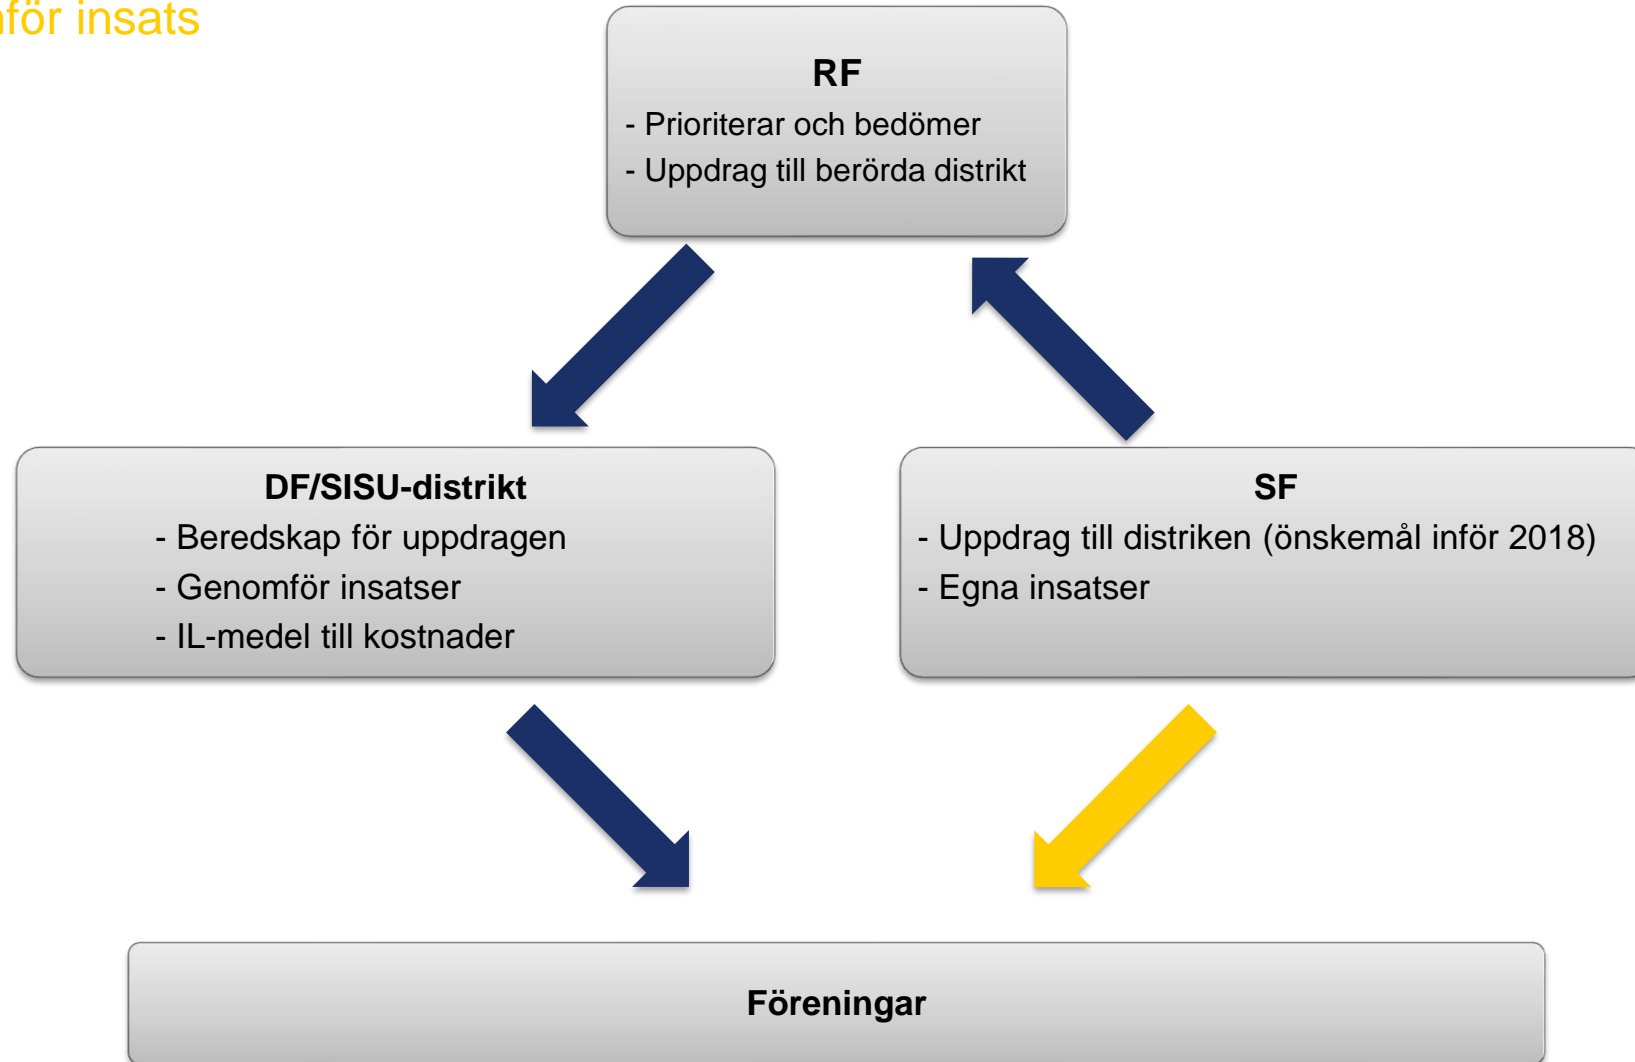 för insats
RF
- Prioriterar och bedömer
- Uppdrag till berörda distrikt
DF/SISU-distrikt
- Beredskap för uppdragen
- Genomför insatser
- IL-medel till kostnader
SF
- Uppdrag till distriken (önskemål inför 2018)
- Egna insatser
Föreningar